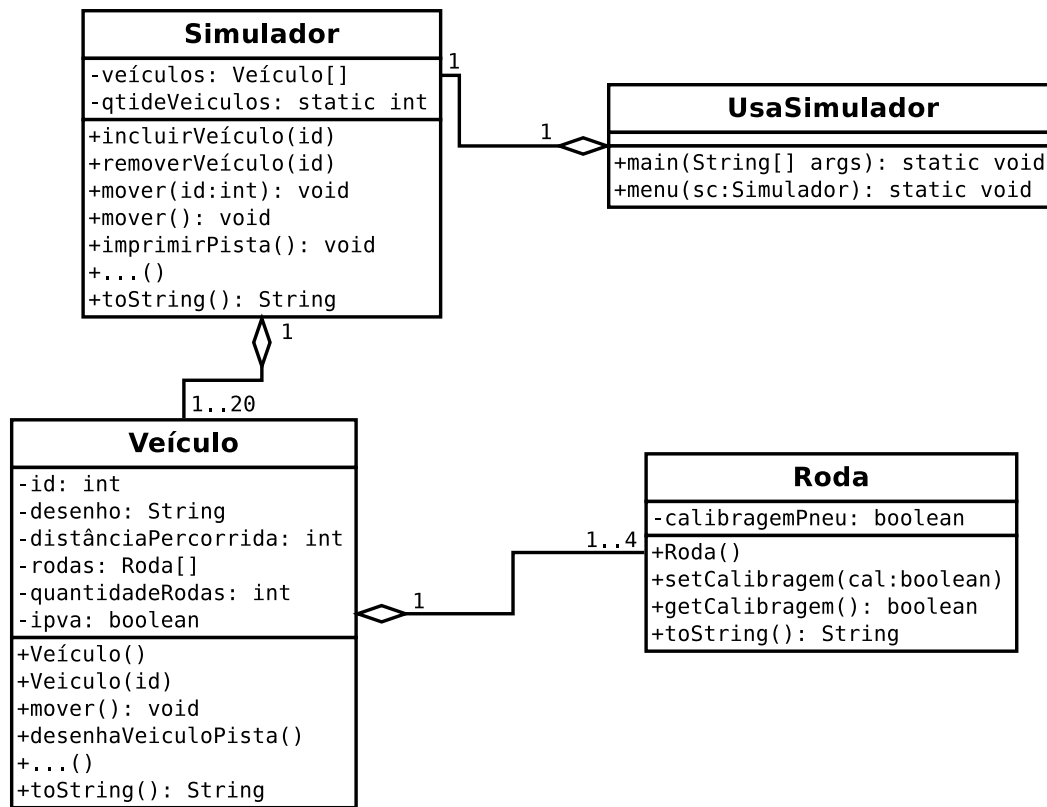 Simulador
-veículos: Veículo[]
-qtideVeiculos: static int
+incluirVeículo(id)
+removerVeículo(id)
+mover(id:int): void
+mover(): void
+imprimirPista(): void
+...()
+toString(): String
1
1
UsaSimulador
+main(String[] args): static void
+menu(sc:Simulador): static void
1
1..20
Veículo
-id: int
-desenho: String
-distânciaPercorrida: int
-rodas: Roda[]
-quantidadeRodas: int
-ipva: boolean
+Veículo()
+Veiculo(id)
+mover(): void
+desenhaVeiculoPista()
+...()
+toString(): String
1
1..4
Roda
-calibragemPneu: boolean
+Roda()
+setCalibragem(cal:boolean)
+getCalibragem(): boolean
+toString(): String